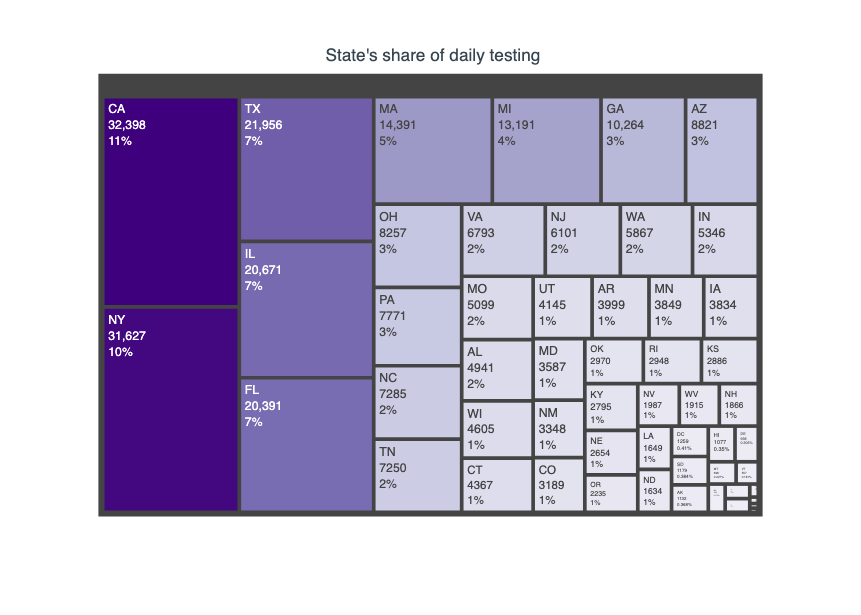 State's share of daily testing
CA
32,398
11%
NY
31,627
10%
TX
21,956
7%
IL
20,671
7%
FL
20,391
7%
MA
14,391
5%
MI
13,191
4%
GA
10,264
3%
AZ
8821
3%
OH
8257
3%
PA
7771
3%
NC
7285
2%
TN
7250
2%
VA
6793
2%
NJ
6101
2%
WA
5867
2%
IN
5346
2%
MO
5099
2%
AL
4941
2%
WI
4605
1%
CT
4367
1%
UT
4145
1%
AR
3999
1%
MN
3849
1%
IA
3834
1%
MD
3587
1%
NM
3348
1%
CO
3189
1%
OK
2970
1%
RI
2948
1%
KS
2886
1%
KY
2795
1%
NE
2654
1%
OR
2235
1%
NV
1987
1%
WV
1915
1%
NH
1866
1%
LA
1649
1%
ND
1634
1%
DC
1259
0.41%
SD
1179
0.384%
AK
HI
1077
0.35%